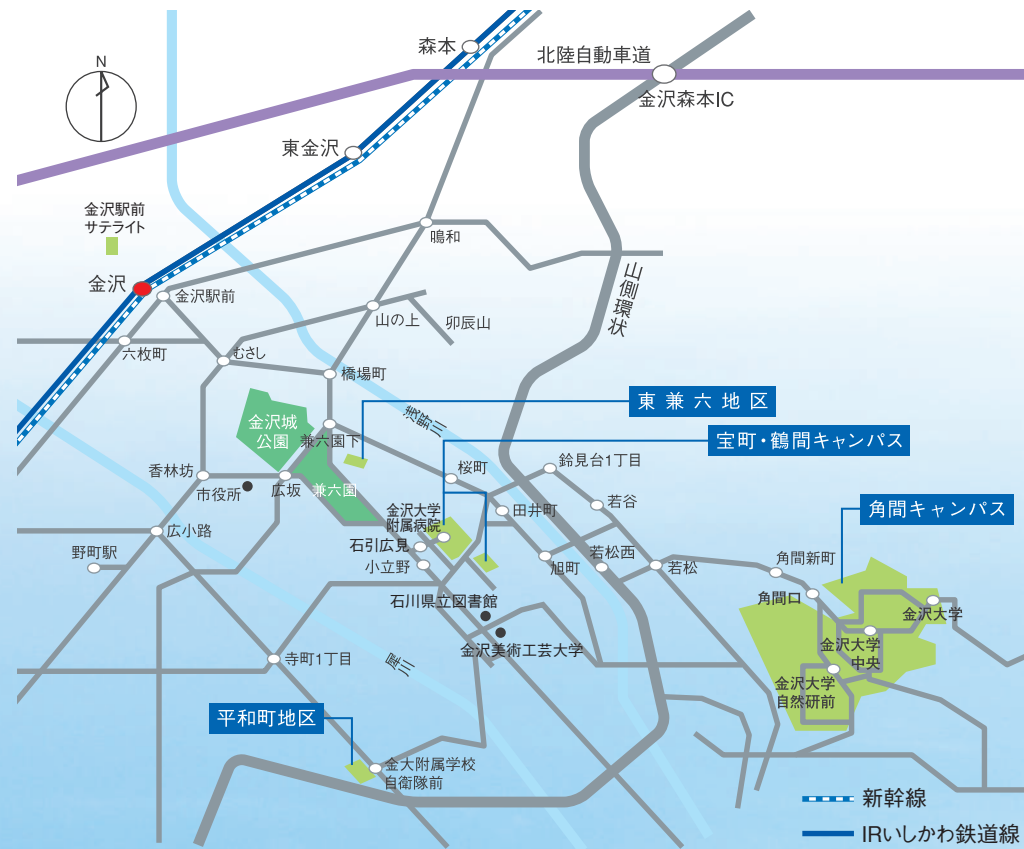 森本
北陸自動車道
N
金沢森本IC
東金沢
金沢駅前
サテライト
鳴和
山側環状
金沢
金沢駅前
山の上
卯辰山
六枚町
むさし
橋場町
東兼六地区
浅野川
金沢城
公園
兼六園下
宝町・鶴間キャンパス
香林坊
市役所
広坂
兼六園
桜町
鈴見台1丁目
若谷
角間キャンパス
金沢大学
附属病院
田井町
広小路
石引広見
野町駅
小立野
旭町
若松西
若松
角間新町
角間口
石川県立図書館
金沢大学
金沢美術工芸大学
金沢大学
中央
寺町1丁目
犀川
金沢大学
自然研前
平和町地区
金大附属学校
自衛隊前
新幹線
IRいしかわ鉄道線